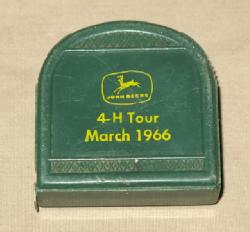 JOHN DEERE
4-H Tour
March 1966